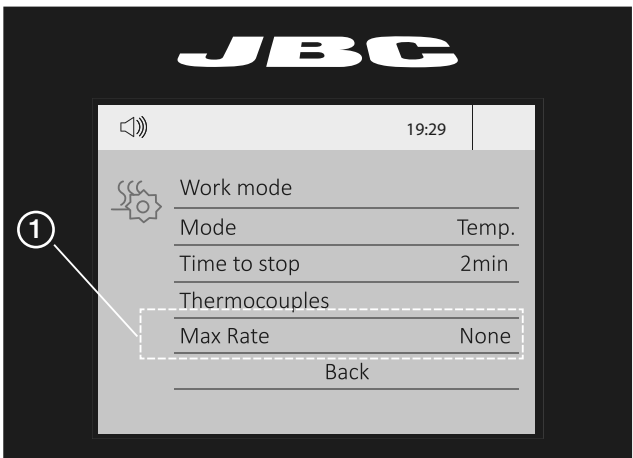 JBC
19:29
Work mode
1
Mode Temp.
Time to stop 2min
Thermocouples
Max Rate None
Back